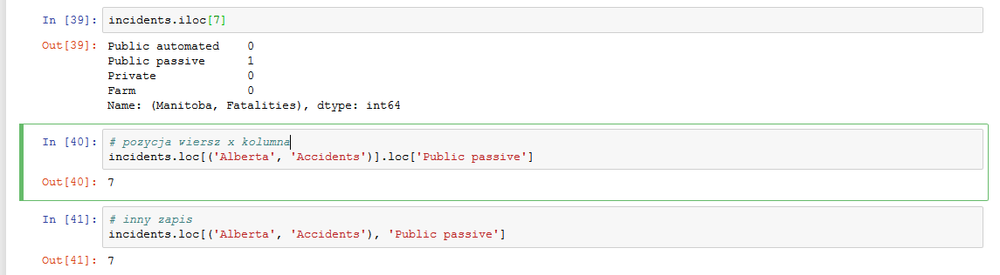 In [39]: incidents.iloc[7]
Out[39]: Public automated    0
Public passive      1
Private             0
Farm                0
Name: (Manitoba, Fatalities), dtype: int64
In [40]: # pozycja wiersz x kolumna
incidents.loc[('Alberta', 'Accidents')].loc['Public passive']
Out[40]: 7
In [41]: # inny zapis
incidents.loc[('Alberta', 'Accidents'), 'Public passive']
Out[41]: 7